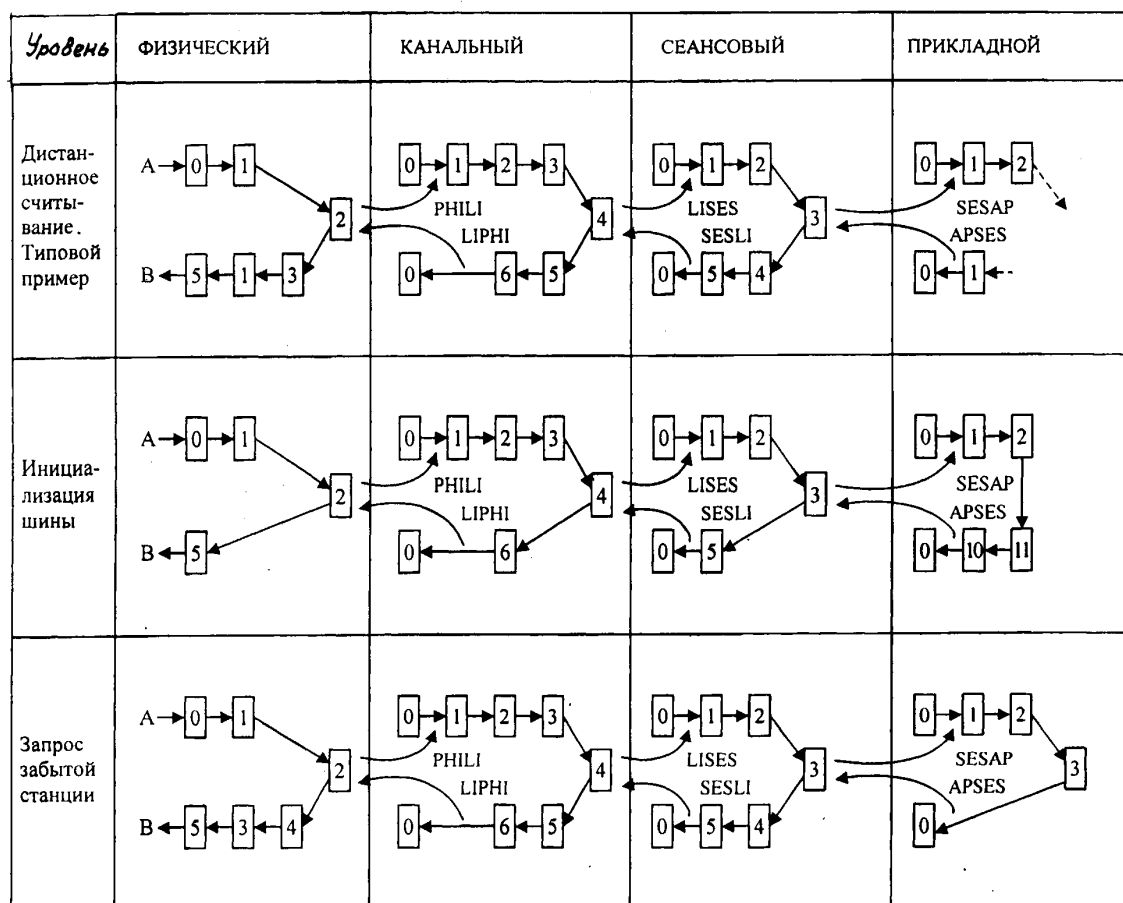 Уровень ФИЗИЧЕСКИЙ КАНАЛЬНЫЙ СЕАНСОВЫЙ ПРИКЛАДНОЙ
Дистан-
ционное
считы-
вание.
Типовой
пример
A 0 1 0 1 2 3 0 1 2 0 1 2
PHILI LISES SESAP
2 4 3
LIPHI SESLI APSES
B 5 1 3 0 6 5 0 5 4 0 1
Инициа-
лизация
шины
A 0 1 0 1 2 3 0 1 2 0 1 2
PHILI LISES SESAP
2 4 3
LIPHI SESLI APSES
B 5 0 6 0 5 0 10 11
Запрос
забытой
станции
A 0 1 0 1 2 3 0 1 2 0 1 2
PHILI LISES SESAP
2 4 3 3
LIPHI SESLI APSES
B 5 3 4 0 6 5 0 5 4 0